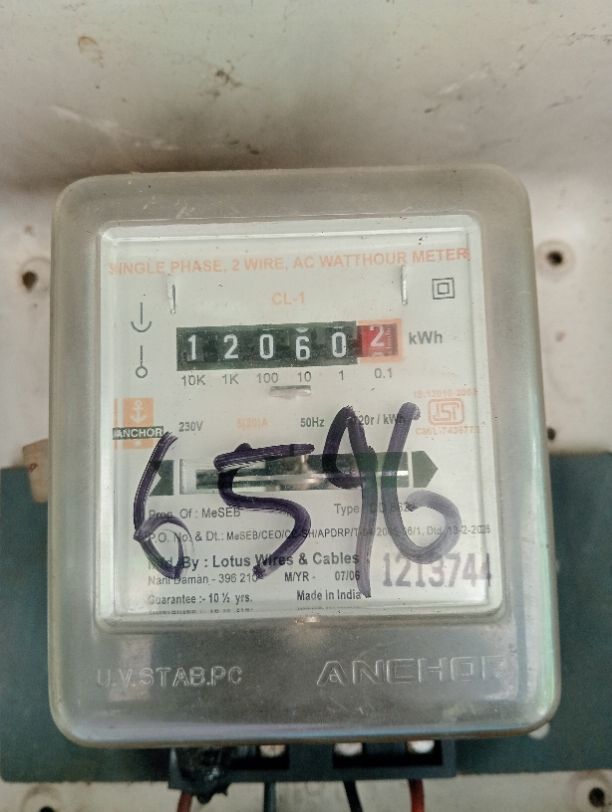 SINGLE PHASE, 2 WIRE, AC WATTHOUR METER
CL-1
1 2 0 6 0 2 kWh
10K 1K 100 10 1 0.1
ANCHOR
230V 5(20)A 50Hz
6596
Prop. Of : MeSEB Type
P.O. No. & Dt.: MeSEB/CEO/
By : Lotus Wires & Cables
Nani Daman - 396 210 M/YR - 07/06
1213744
Guarantee :- 10 ½ yrs. Made in India
U.V.STAB.PC ANCHOR